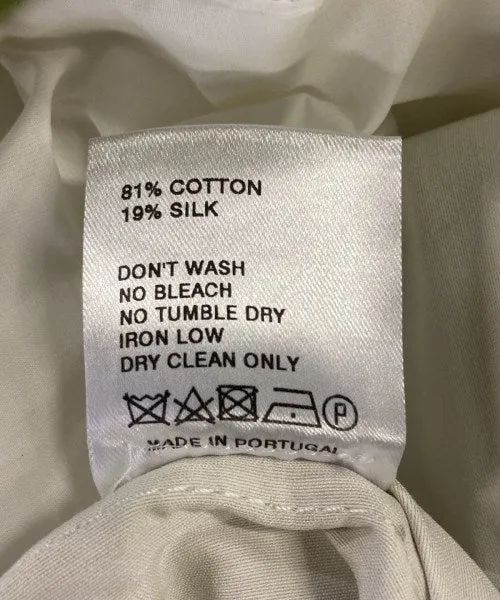 81% COTTON
19% SILK
DON'T WASH
NO BLEACH
NO TUMBLE DRY
IRON LOW
DRY CLEAN ONLY
P
MADE IN PORTUGAL